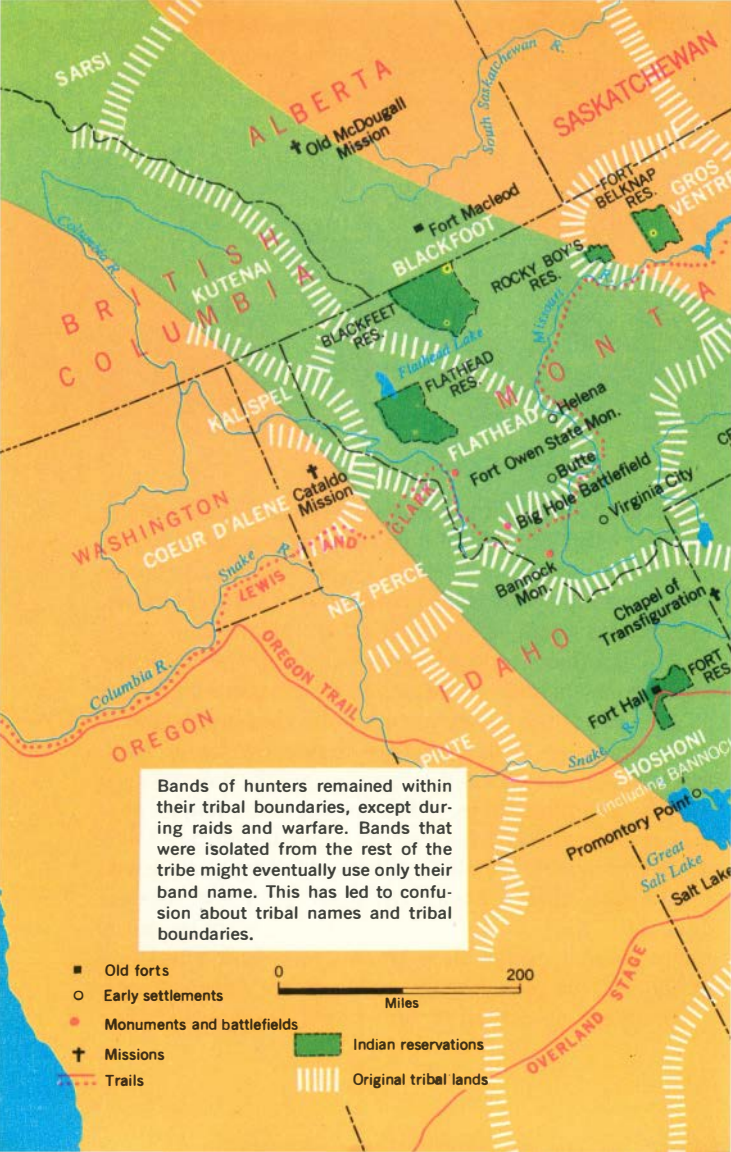 SARSI
ALBERTA
Old McDougall
Mission
South Saskatchewan R.
SASKATCHEWAN
FORT
BELKNAP
RES.
GROS
VENTRE
Fort Macleod
BLACKFOOT
ROCKY BOY'S
RES.
Columbia R.
BRITISH
COLUMBIA
KUTENAI
BLACKFEET
RES.
Missouri R.
MONTA
Flathead Lake
FLATHEAD
RES.
KALISPEL
FLATHEAD
Helena
Fort Owen State Mon.
Butte
Big Hole Battlefield
Virginia City
Cataldo
Mission
WASHINGTON
COEUR D'ALENE
Snake R.
LEWIS AND CLARK
NEZ PERCE
Bannock
Mon.
Chapel of
Transfiguration
IDAHO
Columbia R.
OREGON TRAIL
OREGON
Fort Hall
FORT
RES
PIUTE
Snake R.
SHOSHONI
(including BANNOC
Promontory Point
Great
Salt Lake
Salt Lake
Bands of hunters remained within
their tribal boundaries, except dur-
ing raids and warfare. Bands that
were isolated from the rest of the
tribe might eventually use only their
band name. This has led to confu-
sion about tribal names and tribal
boundaries.
OVERLAND STAGE
Old forts
Early settlements
Monuments and battlefields
Missions
Trails
0 200
Miles
Indian reservations
Original tribal lands